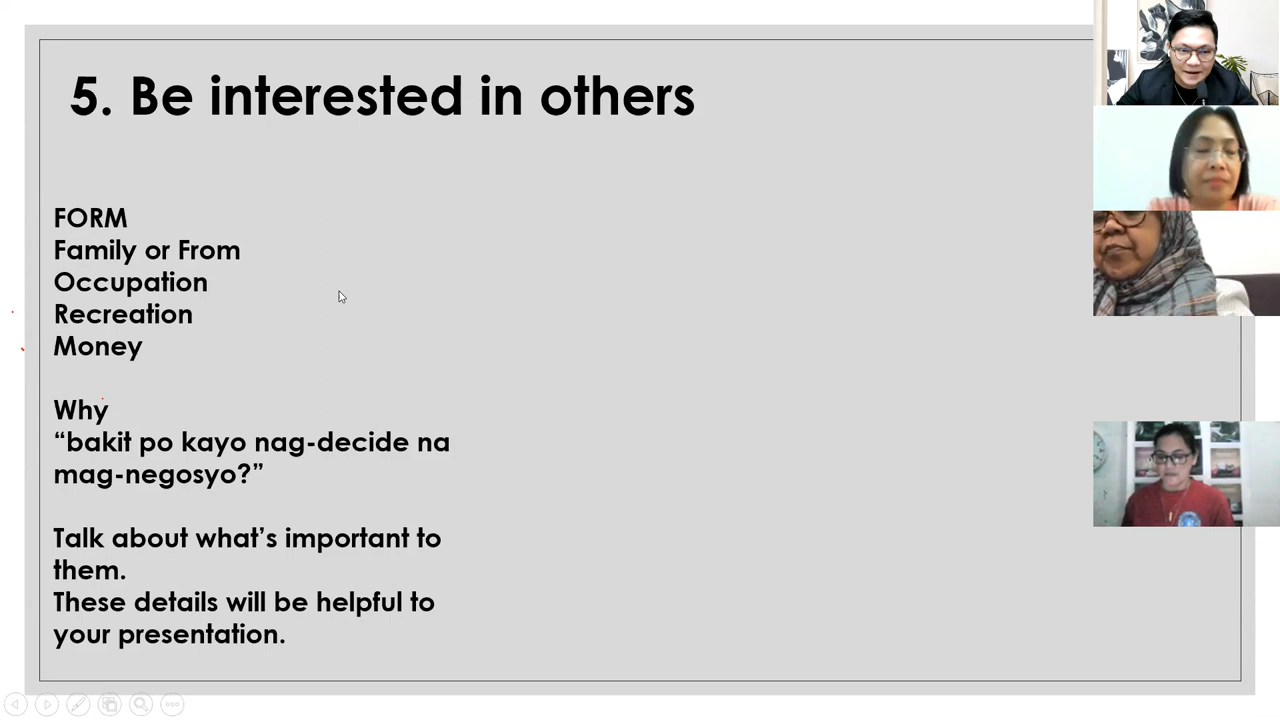 5. Be interested in others
FORM
Family or From
Occupation
Recreation
Money
Why
“bakit po kayo nag-decide na
mag-negosyo?”
Talk about what’s important to
them.
These details will be helpful to
your presentation.